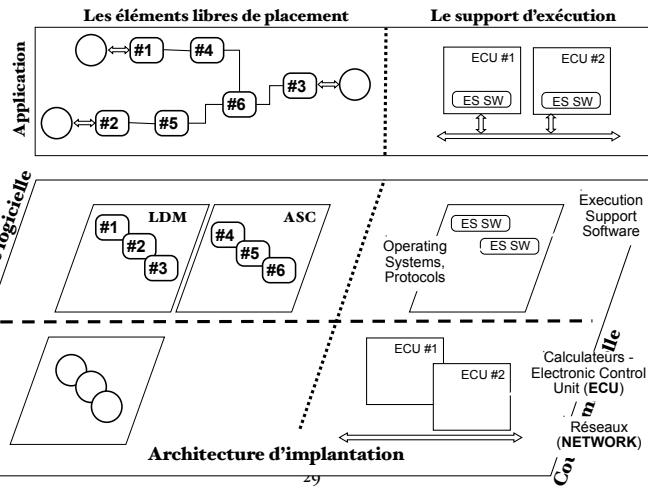 Les éléments libres de placement
Le support d'exécution
Application
#1
#4
#6
#3
#2
#5
ECU #1
ES SW
ECU #2
ES SW
logicielle
LDM
#1
#2
#3
ASC
#4
#5
#6
ES SW
ES SW
Operating
Systems,
Protocols
Execution
Support
Software
ECU #1
ECU #2
Calculateurs -
Electronic Control
Unit (ECU)
Réseaux
(NETWORK)
Architecture d'implantation
29